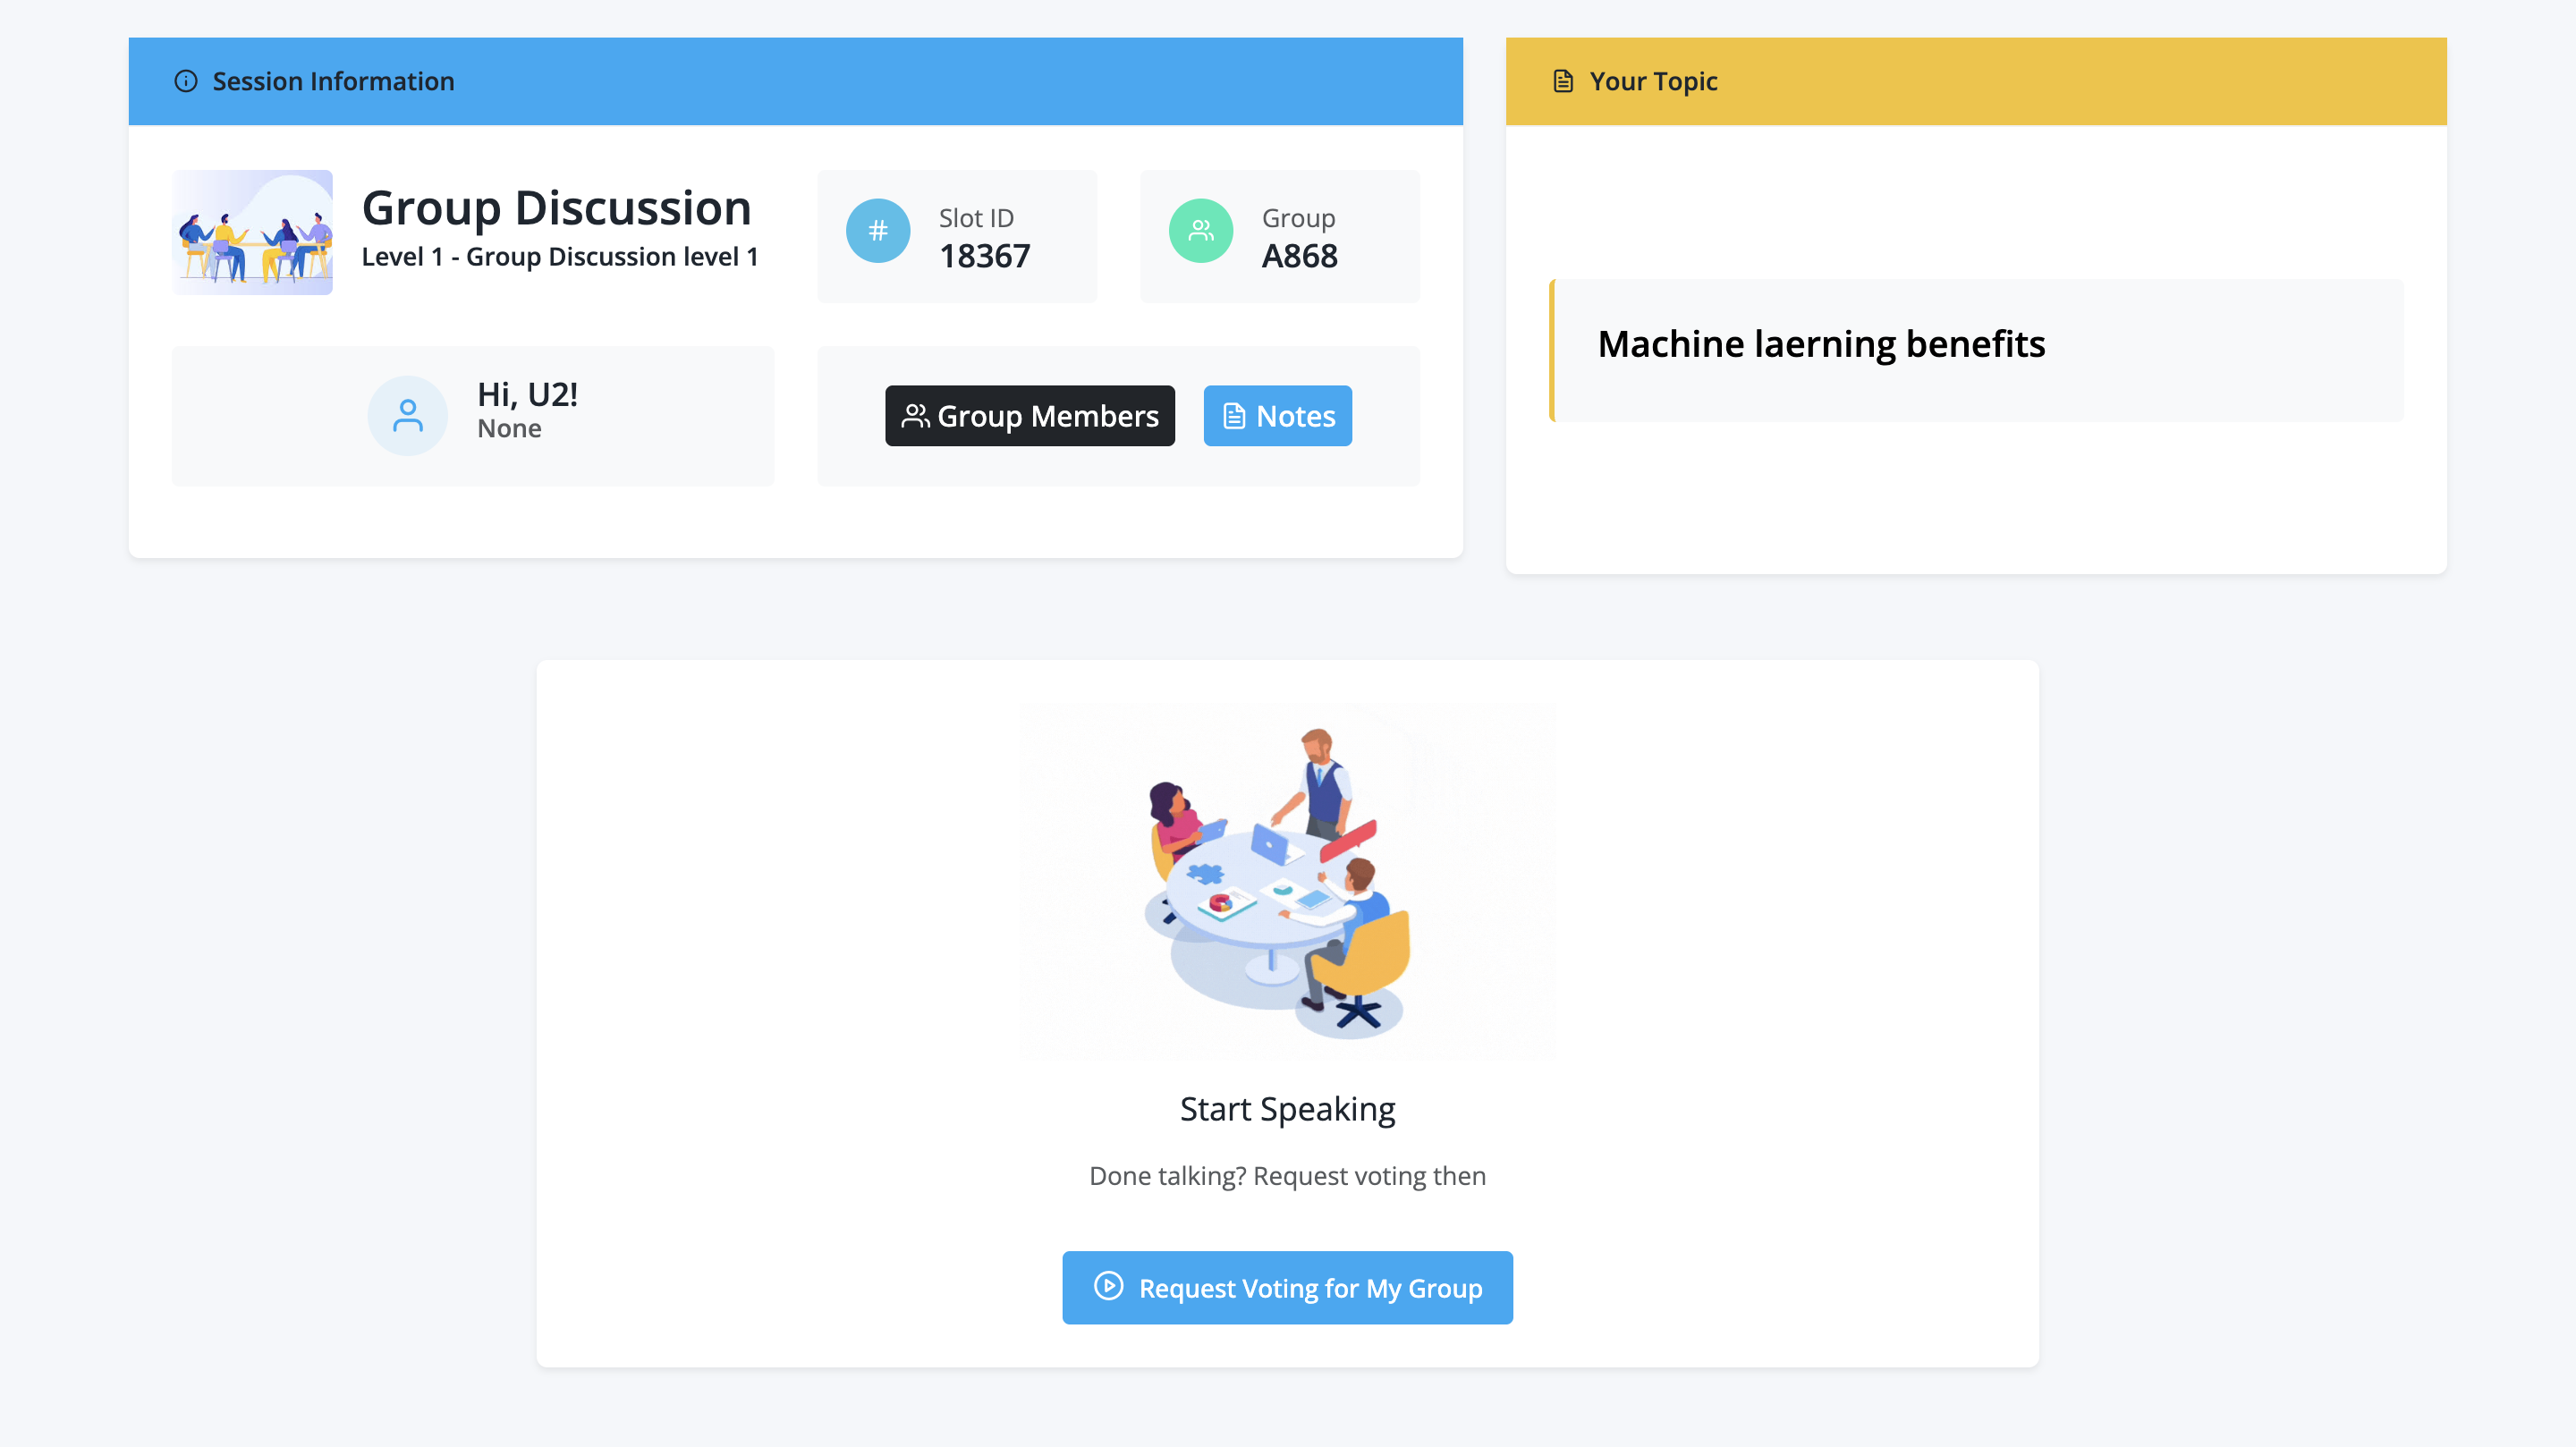 Session Information
Group Discussion
Level 1 - Group Discussion level 1
Slot ID
18367
Group
A868
Hi, U2!
None
Group Members
Notes
Your Topic
Machine laerning benefits
Start Speaking
Done talking? Request voting then
Request Voting for My Group